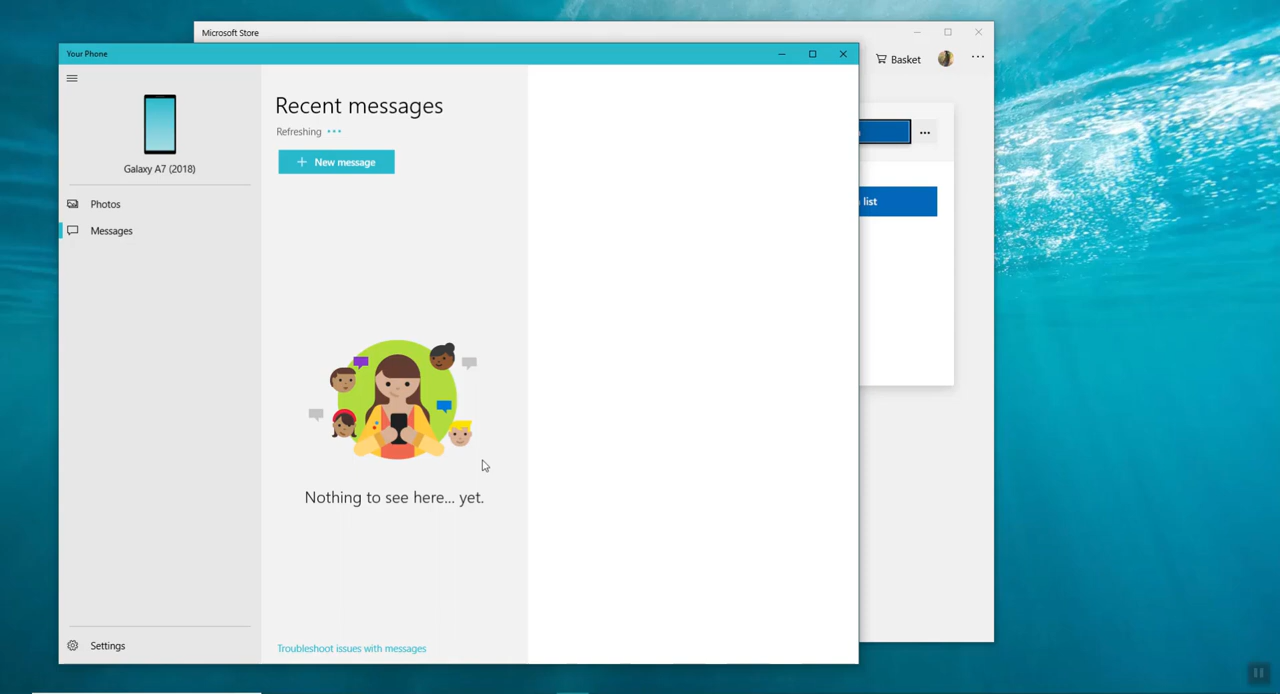 Microsoft Store
Your Phone
Basket
Recent messages
Refreshing
New message
Galaxy A7 (2018)
list
Photos
Messages
Nothing to see here... yet.
Settings
Troubleshoot issues with messages